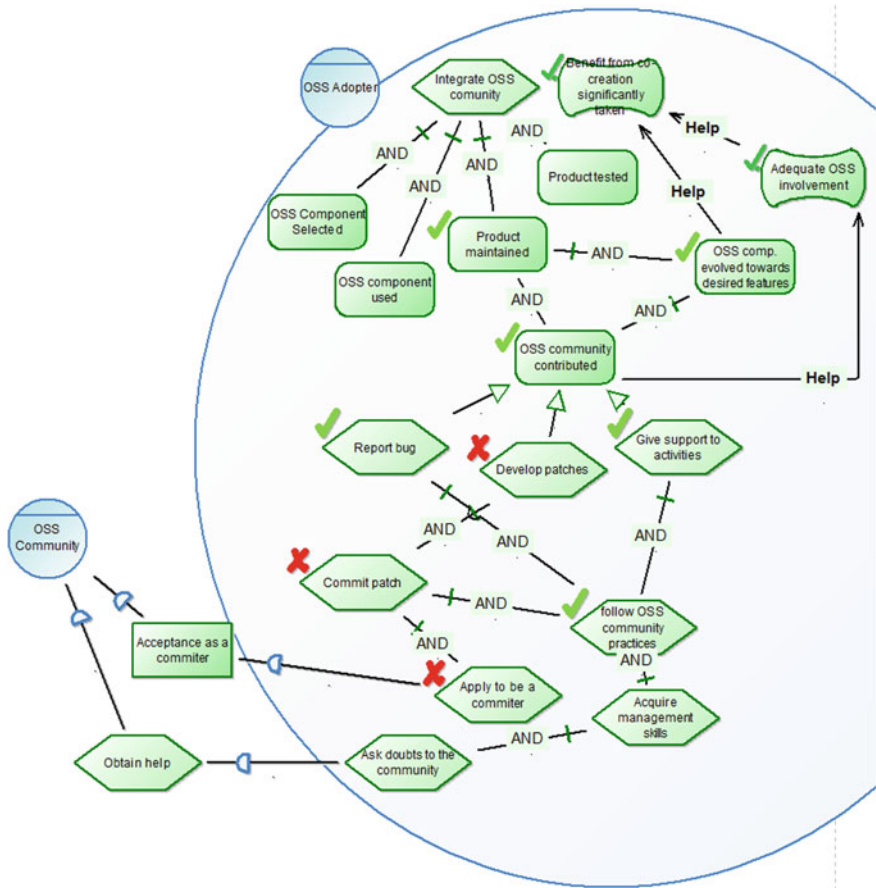 OSS Adopter
Integrate OSS
comunity
Benefit from co-
creation
significantly
taken
Help
AND
AND
AND
AND
Product tested
Adequate OSS
involvement
Help
OSS Component
Selected
Product
maintained
AND
OSS comp.
evolved towards
desired features
OSS component
used
AND
AND
OSS community
contributed
Help
Report bug
Develop patches
Give support to
activities
OSS
Community
AND
AND
AND
Commit patch
AND
follow OSS
community
practices
Acceptance as a
commiter
AND
AND
Apply to be a
commiter
Acquire
management
skills
AND
Obtain help
Ask doubts to the
community